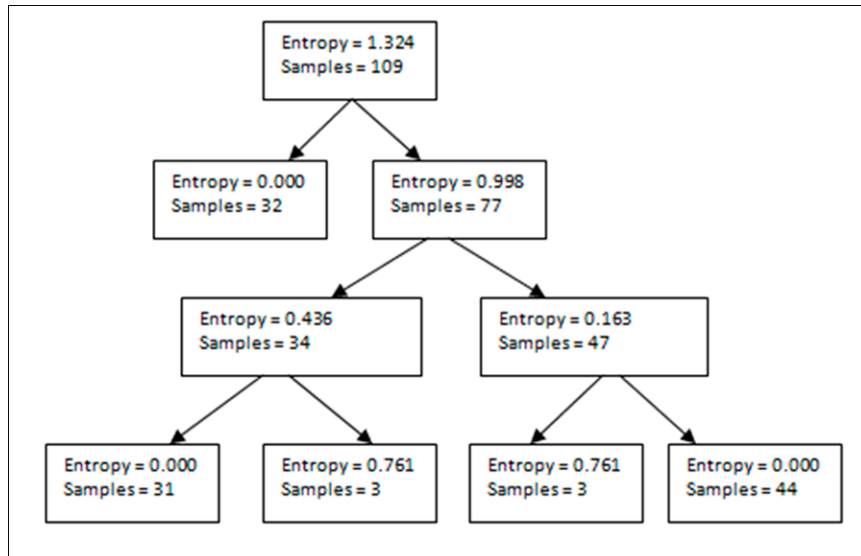 Entropy = 1.324
Samples = 109
Entropy = 0.000
Samples = 32
Entropy = 0.998
Samples = 77
Entropy = 0.436
Samples = 34
Entropy = 0.163
Samples = 47
Entropy = 0.000
Samples = 31
Entropy = 0.761
Samples = 3
Entropy = 0.761
Samples = 3
Entropy = 0.000
Samples = 44